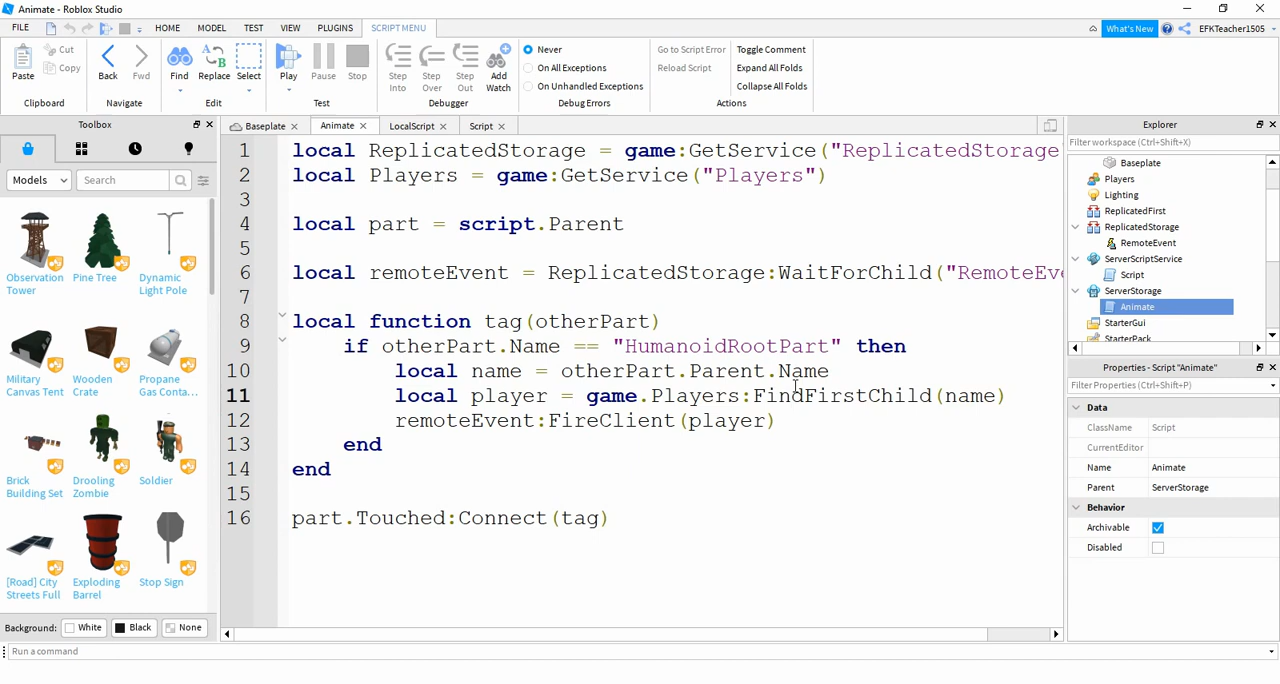 Animate - Roblox Studio
FILE HOME MODEL TEST VIEW PLUGINS SCRIPT MENU What's New EFKTeacher1505
Paste Cut Copy Clipboard
Back Fwd Navigate
Find Replace Select Edit
Play Pause Stop Test
Step Into Step Over Step Out Add Watch Debugger
Never
On All Exceptions
On Unhandled Exceptions
Debug Errors
Go to Script Error Toggle Comment
Reload Script Expand All Folds
Collapse All Folds
Actions
Toolbox
Models Search
Observation Tower Pine Tree Dynamic Light Pole
Military Canvas Tent Wooden Crate Propane Gas Conta...
Brick Building Set Drooling Zombie Soldier
[Road] City Streets Full Exploding Barrel Stop Sign
Background: White Black None
Baseplate Animate LocalScript Script
1 local ReplicatedStorage = game:GetService("ReplicatedStorage
2 local Players = game:GetService("Players")
3
4 local part = script.Parent
5
6 local remoteEvent = ReplicatedStorage:WaitForChild("RemoteEve
7
8 local function tag(otherPart)
9 if otherPart.Name == "HumanoidRootPart" then
10 local name = otherPart.Parent.Name
11 local player = game.Players:FindFirstChild(name)
12 remoteEvent:FireClient(player)
13 end
14 end
15
16 part.Touched:Connect(tag)
Explorer
Filter workspace (Ctrl+Shift+X)
Baseplate
Players
Lighting
ReplicatedFirst
ReplicatedStorage
RemoteEvent
ServerScriptService
Script
ServerStorage
Animate
StarterGui
StarterPack
Properties - Script "Animate"
Filter Properties (Ctrl+Shift+P)
Data
ClassName Script
CurrentEditor
Name Animate
Parent ServerStorage
Behavior
Archivable
Disabled
Run a command